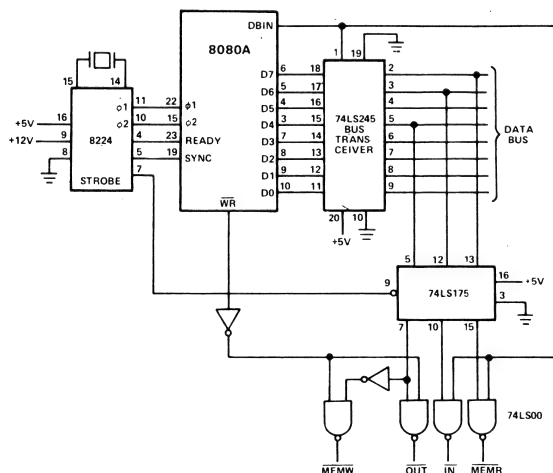 DBIN
8080A
1
19
15
14
D7
6
18
2
D6
5
17
3
φ1
11
22
φ1
D5
4
16
4
φ2
10
15
φ2
D4
3
15
5
+5V
16
+12V
9
8224
4
23
READY
D3
7
14
6
8
5
19
SYNC
D2
8
13
7
7
STROBE
D1
9
12
8
D0
10
11
9
74LS245
BUS
TRANS
CEIVER
DATA
BUS
WR
20
10
+5V
5
12
13
9
74LS175
16
+5V
3
7
10
15
74LS00
MEMW
OUT
IN
MEMR